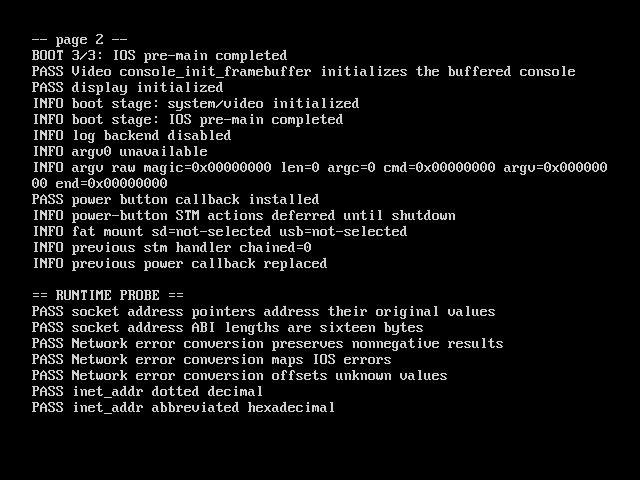 -- page 2 --
BOOT 3/3: IOS pre-main completed
PASS Video console_init_framebuffer initializes the buffered console
PASS display initialized
INFO boot stage: system/video initialized
INFO boot stage: IOS pre-main completed
INFO log backend disabled
INFO argv0 unavailable
INFO argv raw magic=0x00000000 len=0 argc=0 cmd=0x00000000 argv=0x000000
00 end=0x00000000
PASS power button callback installed
INFO power-button STM actions deferred until shutdown
INFO fat mount sd=not-selected usb=not-selected
INFO previous stm handler chained=0
INFO previous power callback replaced
== RUNTIME PROBE ==
PASS socket address pointers address their original values
PASS socket address ABI lengths are sixteen bytes
PASS Network error conversion preserves nonnegative results
PASS Network error conversion maps IOS errors
PASS Network error conversion offsets unknown values
PASS inet_addr dotted decimal
PASS inet_addr abbreviated hexadecimal